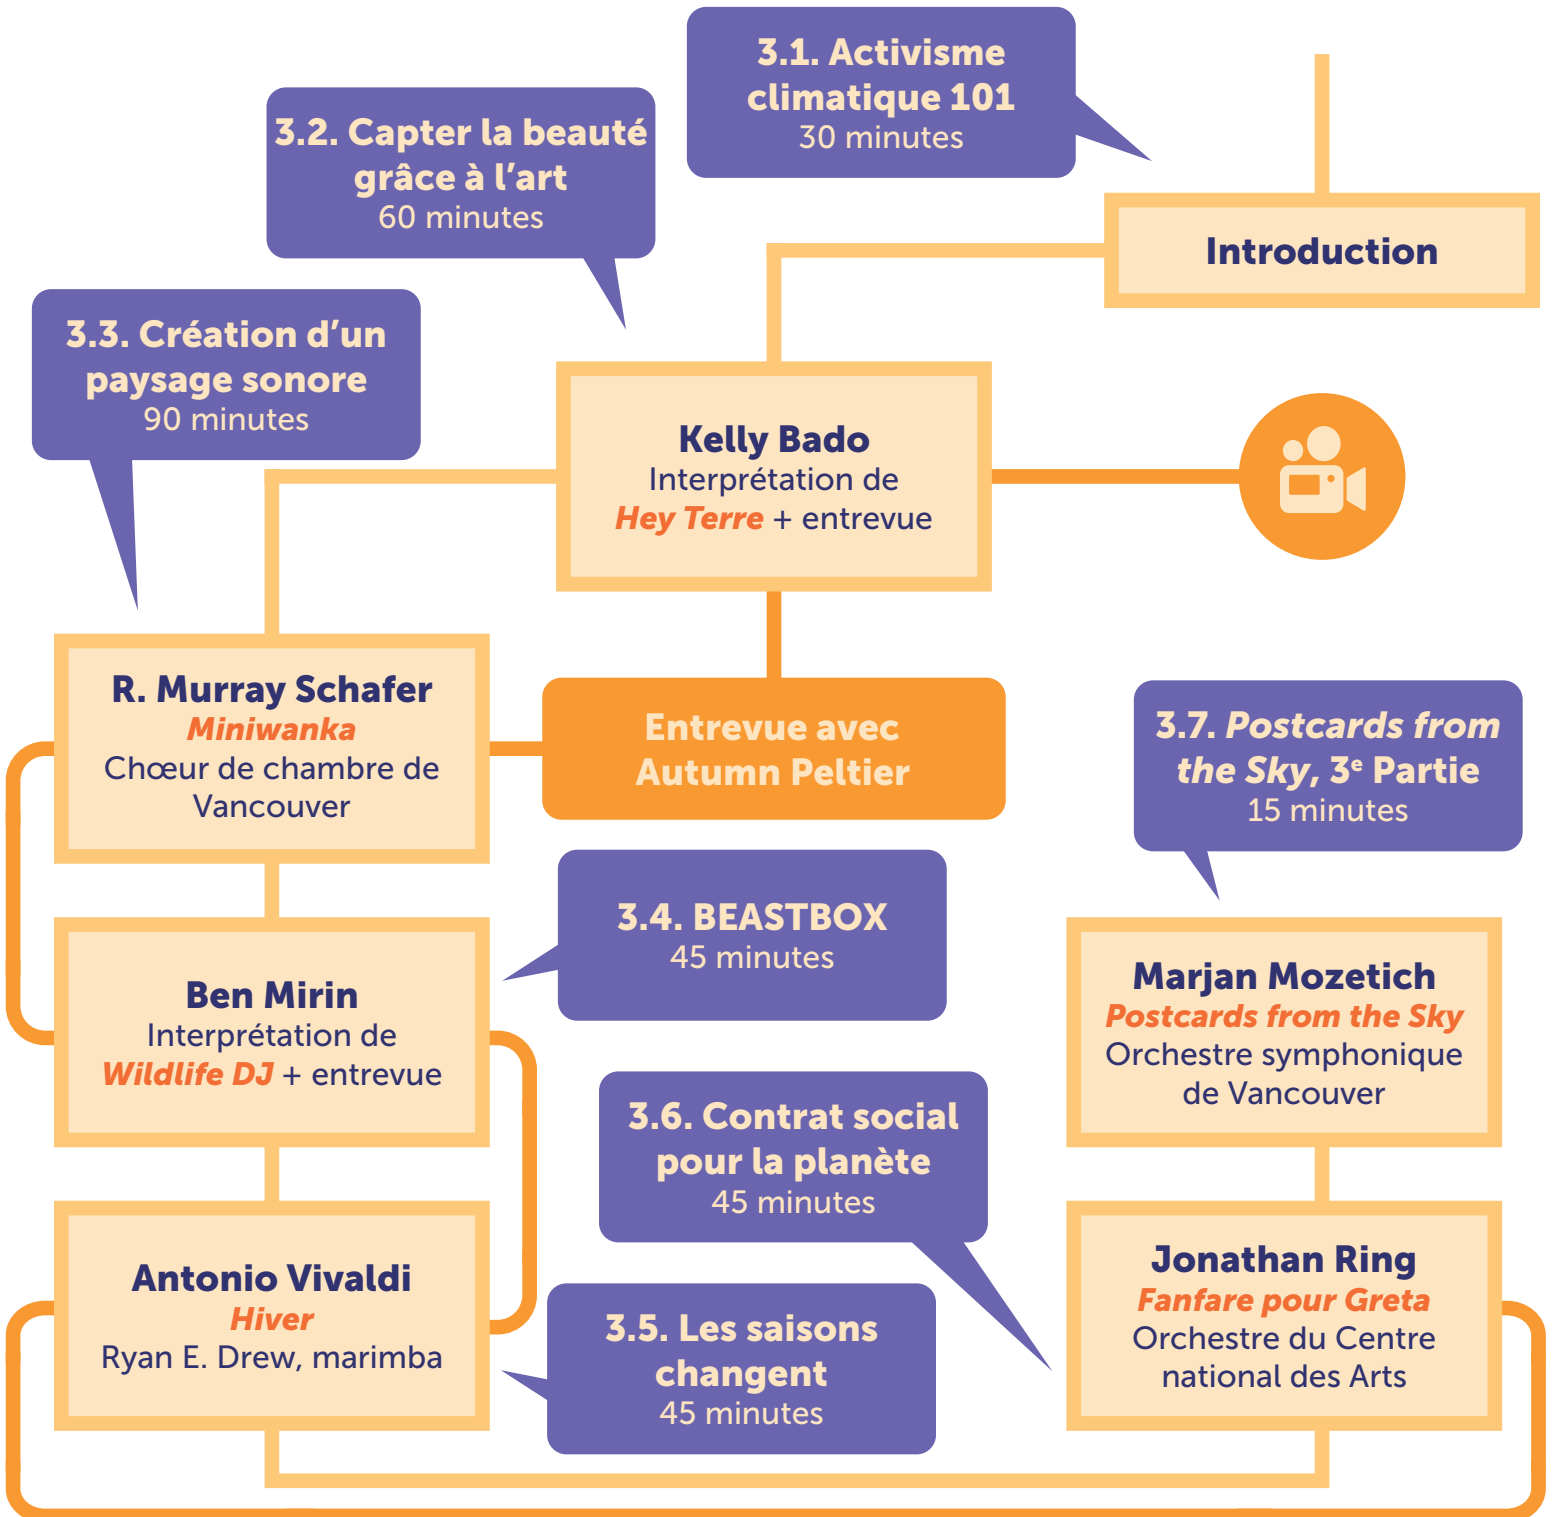 3.1. Activisme
climatique 101
30 minutes
Introduction
3.2. Capter la beauté
grâce à l’art
60 minutes
Kelly Bado
Interprétation de
Hey Terre + entrevue
3.3. Création d’un
paysage sonore
90 minutes
R. Murray Schafer
Miniwanka
Chœur de chambre de
Vancouver
Entrevue avec
Autumn Peltier
3.4. BEASTBOX
45 minutes
Ben Mirin
Interprétation de
Wildlife DJ + entrevue
Antonio Vivaldi
Hiver
Ryan E. Drew, marimba
3.5. Les saisons
changent
45 minutes
3.6. Contrat social
pour la planète
45 minutes
Jonathan Ring
Fanfare pour Greta
Orchestre du Centre
national des Arts
3.7. Postcards from
the Sky, 3e Partie
15 minutes
Marjan Mozetich
Postcards from the Sky
Orchestre symphonique
de Vancouver